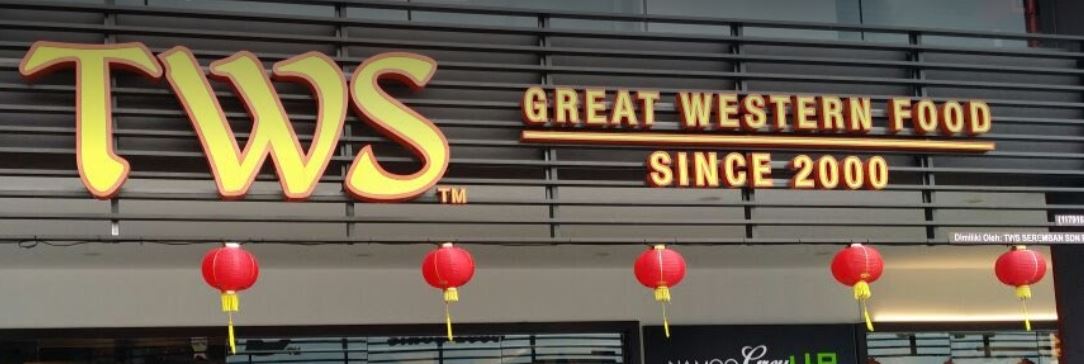 TWS
TM
GREAT WESTERN FOOD
SINCE 2000
Dimiliki Oleh: TWS SEREMBAN SDN